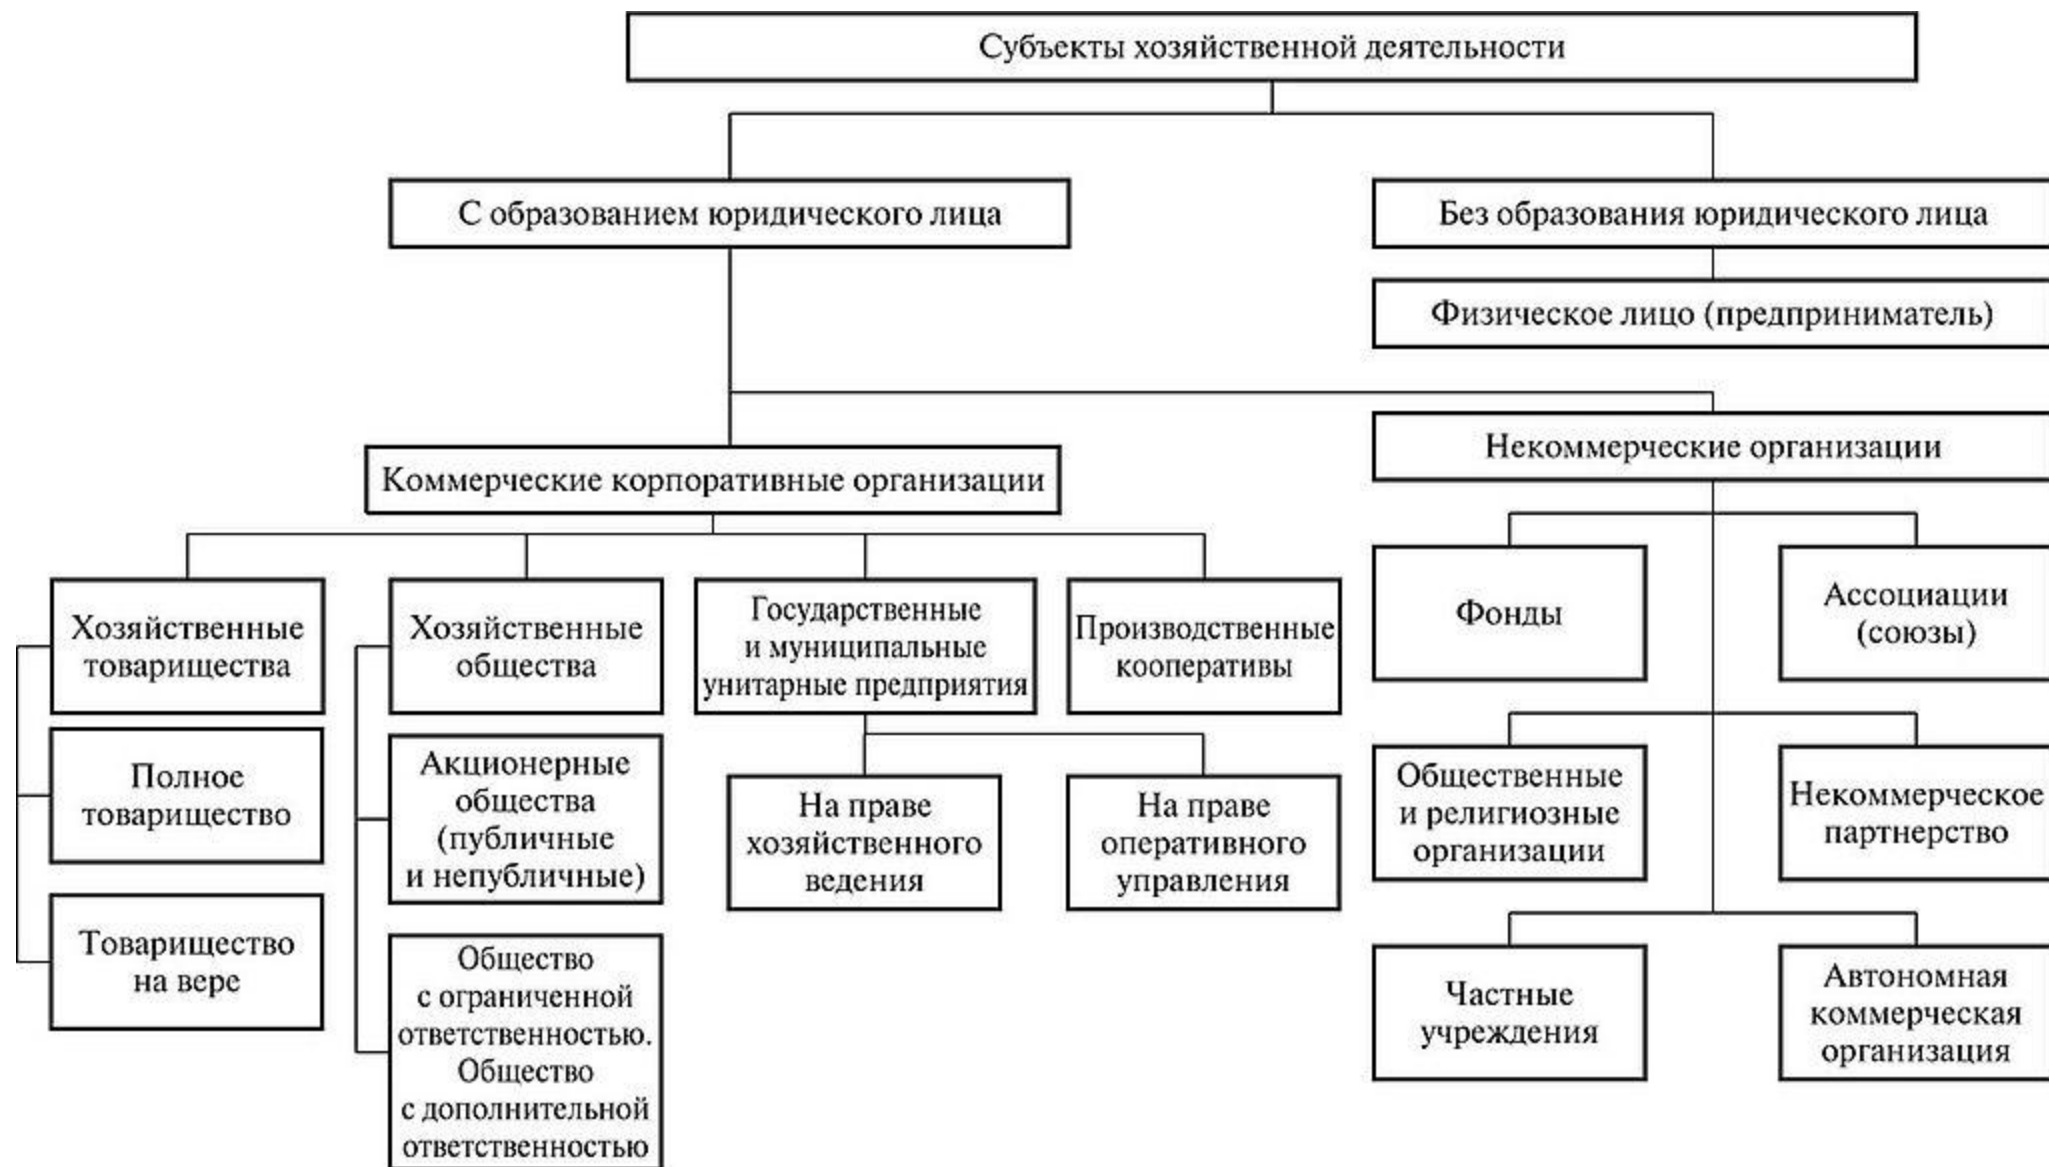 Субъекты хозяйственной деятельности
С образованием юридического лица
Без образования юридического лица
Физическое лицо (предприниматель)
Некоммерческие организации
Коммерческие корпоративные организации
Хозяйственные
товарищества
Хозяйственные
общества
Государственные
и муниципальные
унитарные предприятия
Производственные
кооперативы
Фонды
Ассоциации
(союзы)
Полное
товарищество
Акционерные
общества
(публичные
и непубличные)
На праве
хозяйственного
ведения
На праве
оперативного
управления
Общественные
и религиозные
организации
Некоммерческое
партнерство
Товарищество
на вере
Общество
с ограниченной
ответственностью.
Общество
с дополнительной
ответственностью
Частные
учреждения
Автономная
коммерческая
организация